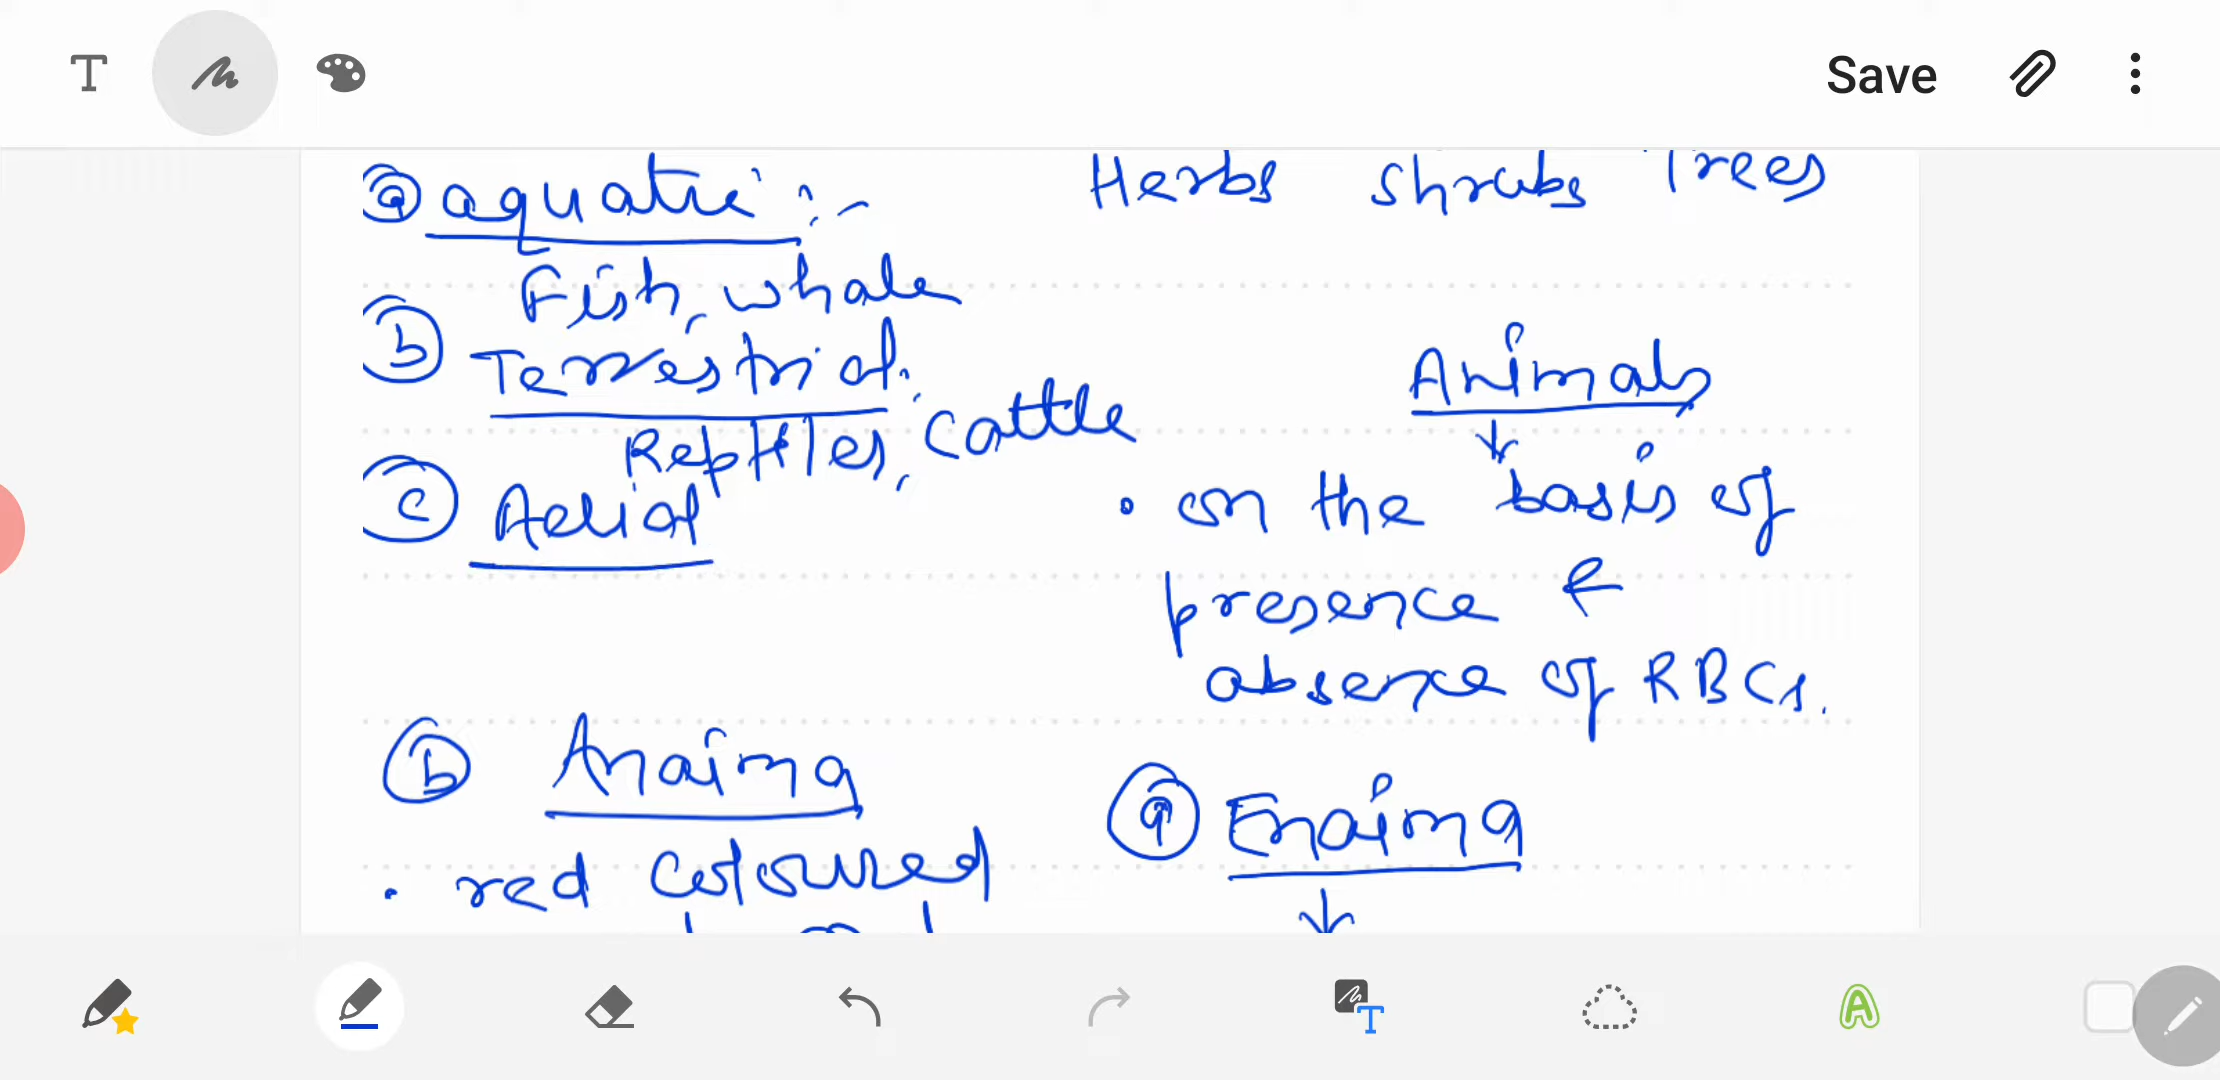 Save
ⓐ aquatic :-
Fish, whale
ⓑ Terrestrial:
Reptiles, cattle
ⓒ Aerial
ⓑ Anaima
• red coloured
Herbs Shrubs Trees
Animals
↓
• on the basis of
presence &
absence of RBCs.
ⓐ Enaima
↓